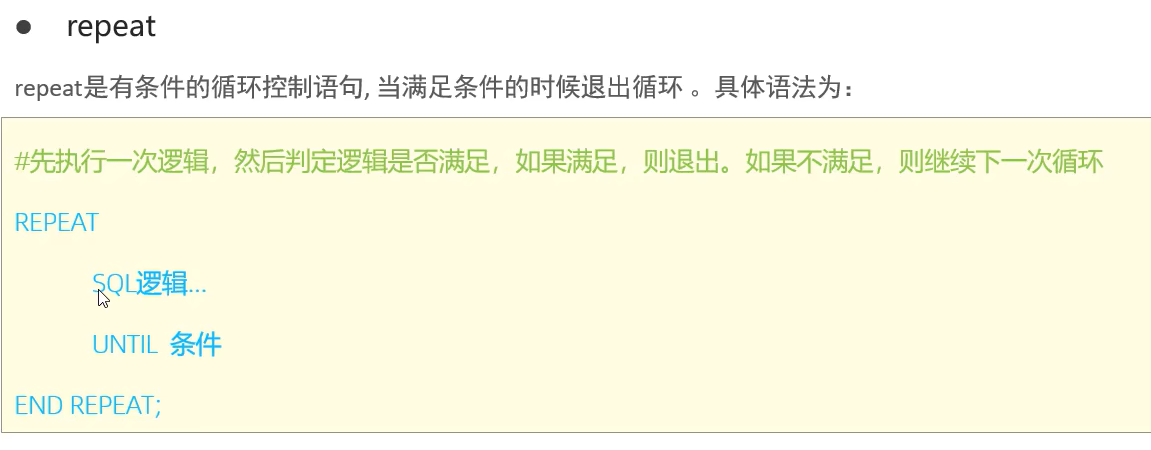 ● repeat
repeat是有条件的循环控制语句, 当满足条件的时候退出循环 。具体语法为：
#先执行一次逻辑，然后判定逻辑是否满足，如果满足，则退出。如果不满足，则继续下一次循环
REPEAT
SQL逻辑...
UNTIL 条件
END REPEAT;